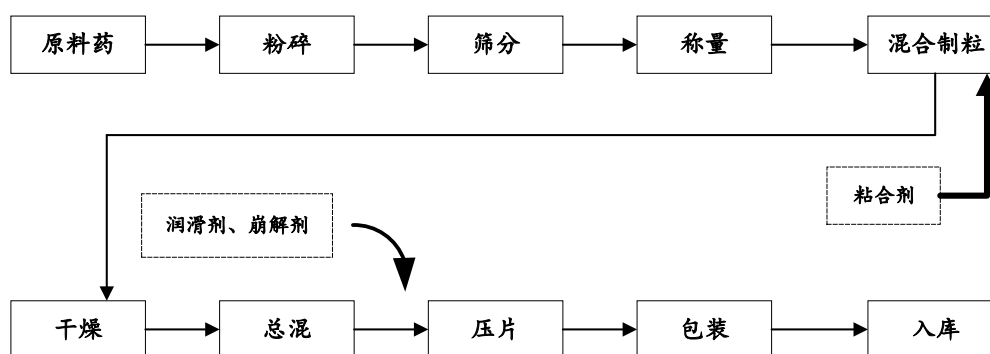 原料药
粉碎
筛分
称量
混合制粒
粘合剂
润滑剂、崩解剂
干燥
总混
压片
包装
入库